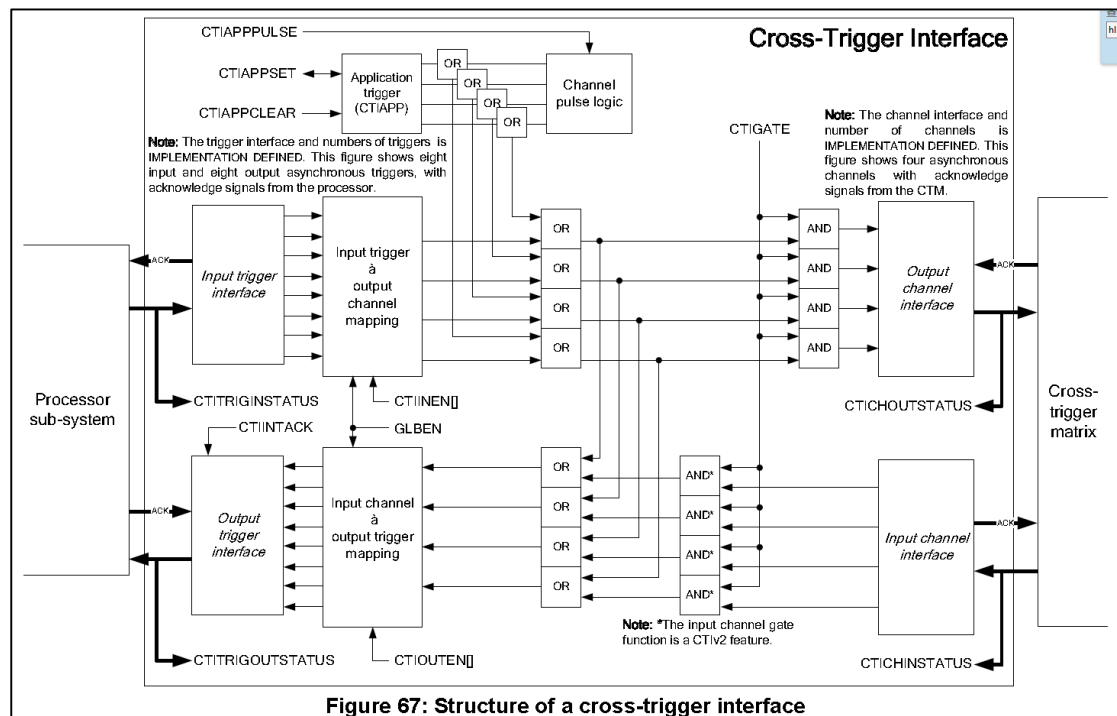 hl
CTIAPPPULSE
Cross-Trigger Interface
CTIAPPSET
CTIAPPCLEAR
Application
trigger
(CTIAPP)
OR
OR
OR
OR
Channel
pulse logic
Note: The trigger interface and numbers of triggers is
IMPLEMENTATION DEFINED. This figure shows eight
input and eight output asynchronous triggers, with
acknowledge signals from the processor.
CTIGATE
Note: The channel interface and
number of channels is
IMPLEMENTATION DEFINED. This
figure shows four asynchronous
channels with acknowledge
signals from the CTM.
Processor
sub-system
ACK
Input trigger
interface
Input trigger
à
output
channel
mapping
OR
OR
OR
OR
AND
AND
AND
AND
Output
channel
interface
ACK
Cross-
trigger
matrix
CTITRIGINSTATUS
CTIINEN[]
CTICHOUTSTATUS
CTIINTACK
GLBEN
ACK
Output
trigger
interface
Input channel
à
output trigger
mapping
OR
OR
OR
OR
AND*
AND*
AND*
AND*
Input channel
interface
ACK
Note: *The input channel gate
function is a CTIv2 feature.
CTITRIGOUTSTATUS
CTIOUTEN[]
CTICHINSTATUS
Figure 67: Structure of a cross-trigger interface